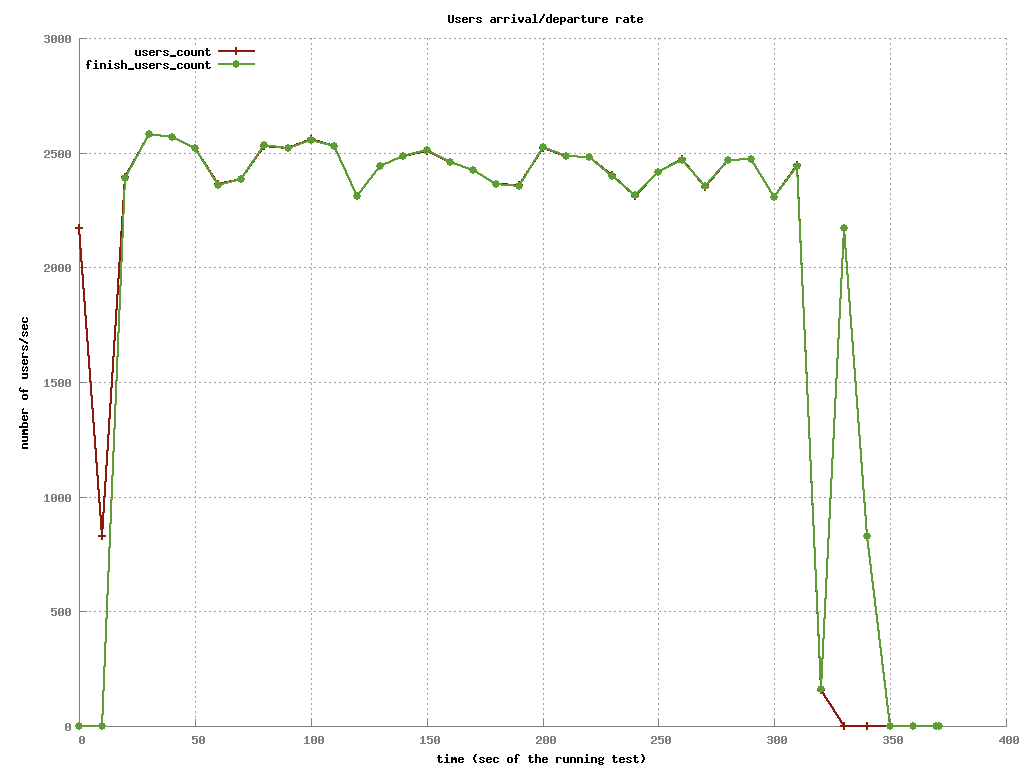 Users arrival/departure rate
3000
users_count
finish_users_count
2500
2000
number of users/sec
1500
1000
500
0
0 50 100 150 200 250 300 350 400
time (sec of the running test)